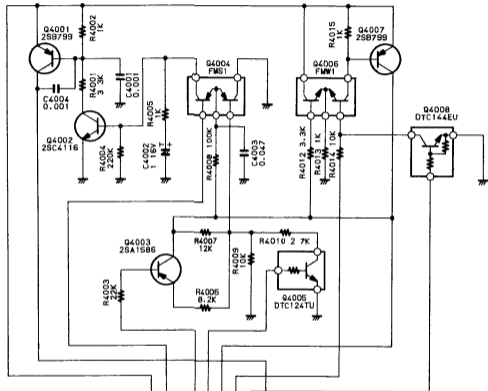 Q4001
2SB799
R4002
1K
R4015
1K
Q4007
2SB799
R4001
3.3K
C4001
0.001
C4004
0.001
Q4004
FMS1
Q4006
FMW1
Q4002
2SC4116
R4004
220K
R4005
1K
C4002
1 16V
+
R4008 100K
C4003
0.047
R4012 3.3K
R4013 1K
R4014 10K
Q4008
DTC144EU
Q4003
2SA1586
R4007
12K
R4010 2.7K
R4009
10K
R4003
22K
R4006
8.2K
Q4005
DTC124TU